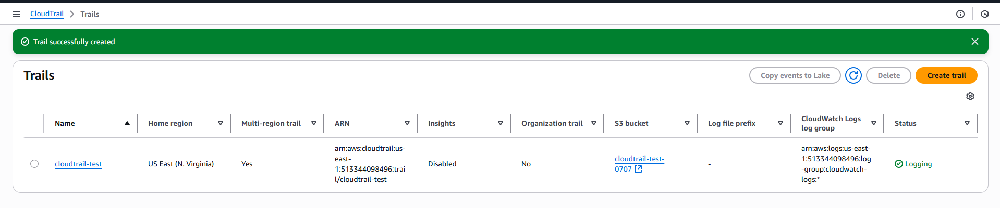 CloudTrail Trails
Trail successfully created
Trails
Copy events to Lake
Delete
Create trail
Name
Home region
Multi-region trail
ARN
Insights
Organization trail
S3 bucket
Log file prefix
CloudWatch Logs
log group
Status
cloudtrail-test
US East (N. Virginia)
Yes
arn:aws:cloudtrail:us-
east-
1:513344098496:trai
l/cloudtrail-test
Disabled
No
cloudtrail-test-
0707
-
arn:aws:logs:us-east-
1:513344098496:log
-group:cloudwatch-
logs:*
Logging